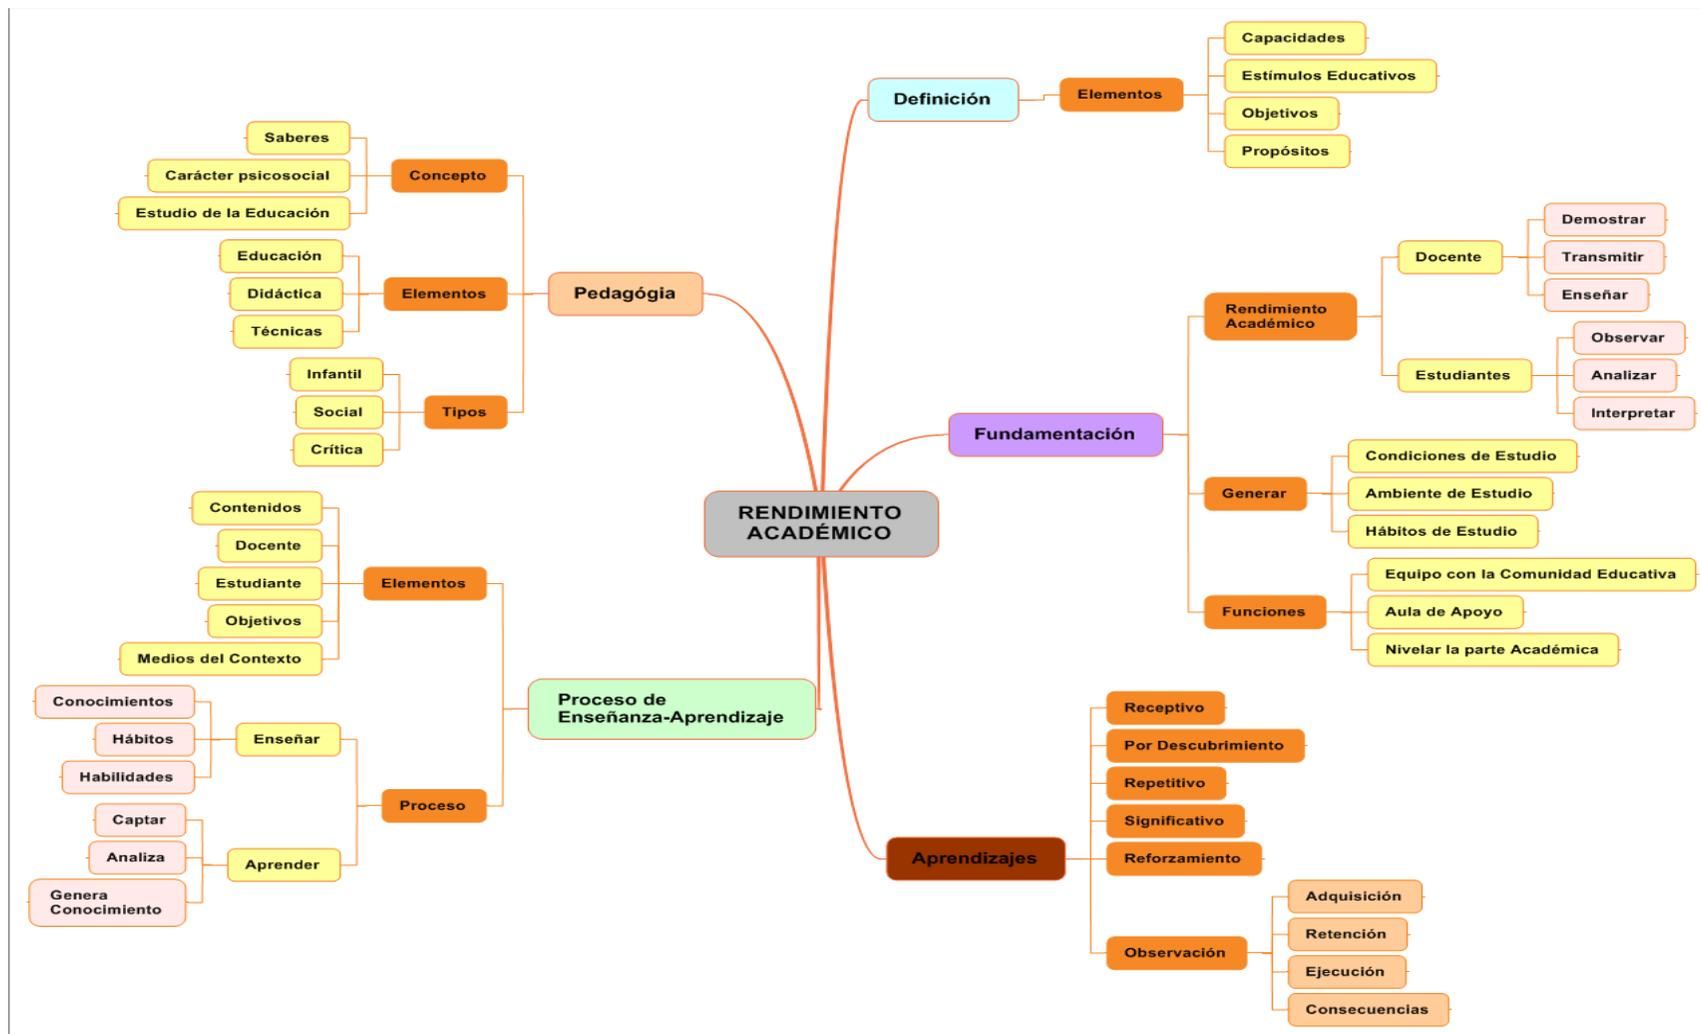 RENDIMIENTO
ACADÉMICO
Definición
Elementos
Capacidades
Estímulos Educativos
Objetivos
Propósitos
Fundamentación
Rendimiento
Académico
Docente
Demostrar
Transmitir
Enseñar
Estudiantes
Observar
Analizar
Interpretar
Generar
Condiciones de Estudio
Ambiente de Estudio
Hábitos de Estudio
Funciones
Equipo con la Comunidad Educativa
Aula de Apoyo
Nivelar la parte Académica
Aprendizajes
Receptivo
Por Descubrimiento
Repetitivo
Significativo
Reforzamiento
Observación
Adquisición
Retención
Ejecución
Consecuencias
Pedagógia
Concepto
Saberes
Carácter psicosocial
Estudio de la Educación
Elementos
Educación
Didáctica
Técnicas
Tipos
Infantil
Social
Crítica
Proceso de
Enseñanza-Aprendizaje
Elementos
Contenidos
Docente
Estudiante
Objetivos
Medios del Contexto
Proceso
Enseñar
Conocimientos
Hábitos
Habilidades
Aprender
Captar
Analiza
Genera
Conocimiento